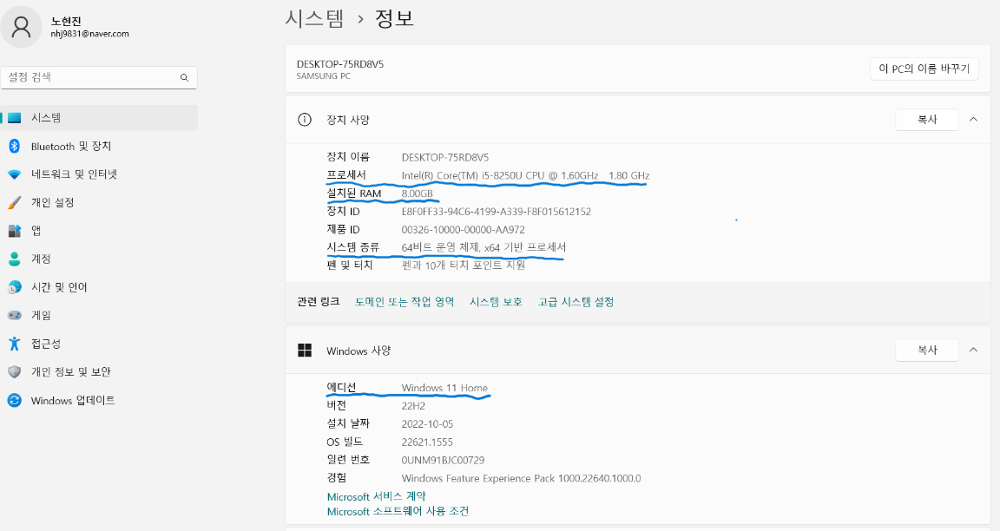 노현진
nhj9831@naver.com
설정 검색
시스템
Bluetooth 및 장치
네트워크 및 인터넷
개인 설정
앱
계정
시간 및 언어
게임
접근성
개인 정보 및 보안
Windows 업데이트
시스템 › 정보
DESKTOP-75RD8V5
SAMSUNG PC
이 PC의 이름 바꾸기
장치 사양
복사
장치 이름 DESKTOP-75RD8V5
프로세서 Intel(R) Core(TM) i5-8250U CPU @ 1.60GHz 1.80 GHz
설치된 RAM 8.00GB
장치 ID E8F0FF33-94C6-4199-A339-F8F015612152
제품 ID 00326-10000-00000-AA972
시스템 종류 64비트 운영 체제, x64 기반 프로세서
펜 및 터치 펜과 10개 터치 포인트 지원
관련 링크 도메인 또는 작업 영역 시스템 보호 고급 시스템 설정
Windows 사양
복사
에디션 Windows 11 Home
버전 22H2
설치 날짜 2022-10-05
OS 빌드 22621.1555
일련 번호 0UNM91BJC00729
경험 Windows Feature Experience Pack 1000.22640.1000.0
Microsoft 서비스 계약
Microsoft 소프트웨어 사용 조건